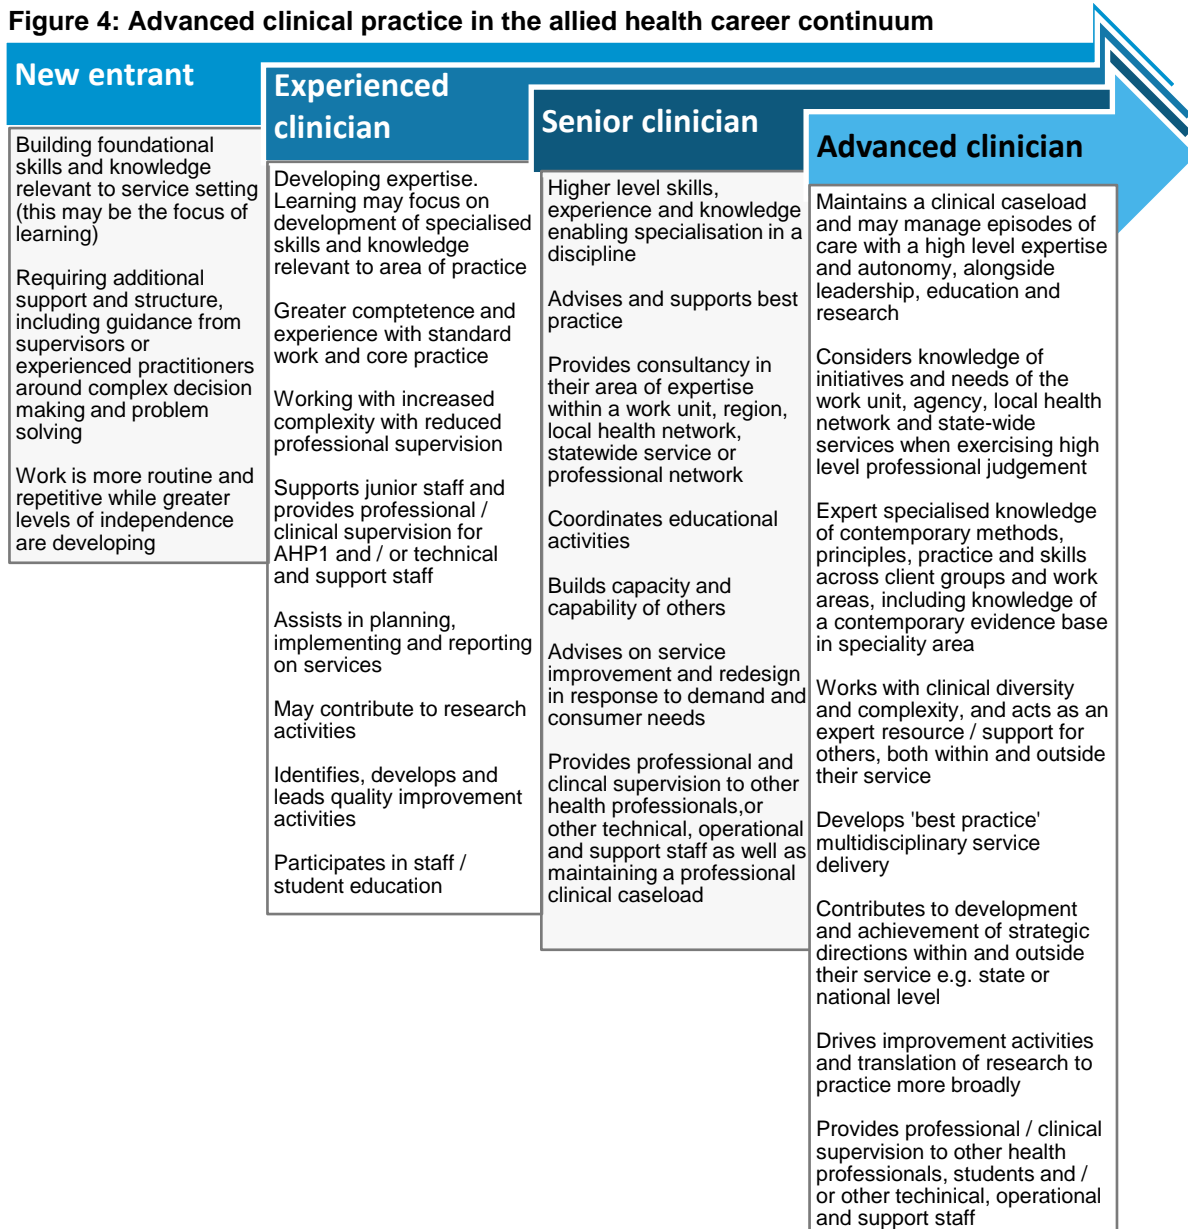 Figure 4: Advanced clinical practice in the allied health career continuum
New entrant
Building foundational
skills and knowledge
relevant to service setting
(this may be the focus of
learning)
Requiring additional
support and structure,
including guidance from
supervisors or
experienced practitioners
around complex decision
making and problem
solving
Work is more routine and
repetitive while greater
levels of independence
are developing
Experienced
clinician
Developing expertise.
Learning may focus on
development of specialised
skills and knowledge
relevant to area of practice
Greater comptetence and
experience with standard
work and core practice
Working with increased
complexity with reduced
professional supervision
Supports junior staff and
provides professional /
clinical supervision for
AHP1 and / or technical
and support staff
Assists in planning,
implementing and reporting
on services
May contribute to research
activities
Identifies, develops and
leads quality improvement
activities
Participates in staff /
student education
Senior clinician
Higher level skills,
experience and knowledge
enabling specialisation in a
discipline
Advises and supports best
practice
Provides consultancy in
their area of expertise
within a work unit, region,
local health network,
statewide service or
professional network
Coordinates educational
activities
Builds capacity and
capability of others
Advises on service
improvement and redesign
in response to demand and
consumer needs
Provides professional and
clincal supervision to other
health professionals,or
other technical, operational
and support staff as well as
maintaining a professional
clinical caseload
Advanced clinician
Maintains a clinical caseload
and may manage episodes of
care with a high level expertise
and autonomy, alongside
leadership, education and
research
Considers knowledge of
initiatives and needs of the
work unit, agency, local health
network and state-wide
services when exercising high
level professional judgement
Expert specialised knowledge
of contemporary methods,
principles, practice and skills
across client groups and work
areas, including knowledge of
a contemporary evidence base
in speciality area
Works with clinical diversity
and complexity, and acts as an
expert resource / support for
others, both within and outside
their service
Develops 'best practice'
multidisciplinary service
delivery
Contributes to development
and achievement of strategic
directions within and outside
their service e.g. state or
national level
Drives improvement activities
and translation of research to
practice more broadly
Provides professional / clinical
supervision to other health
professionals, students and /
or other techinical, operational
and support staff